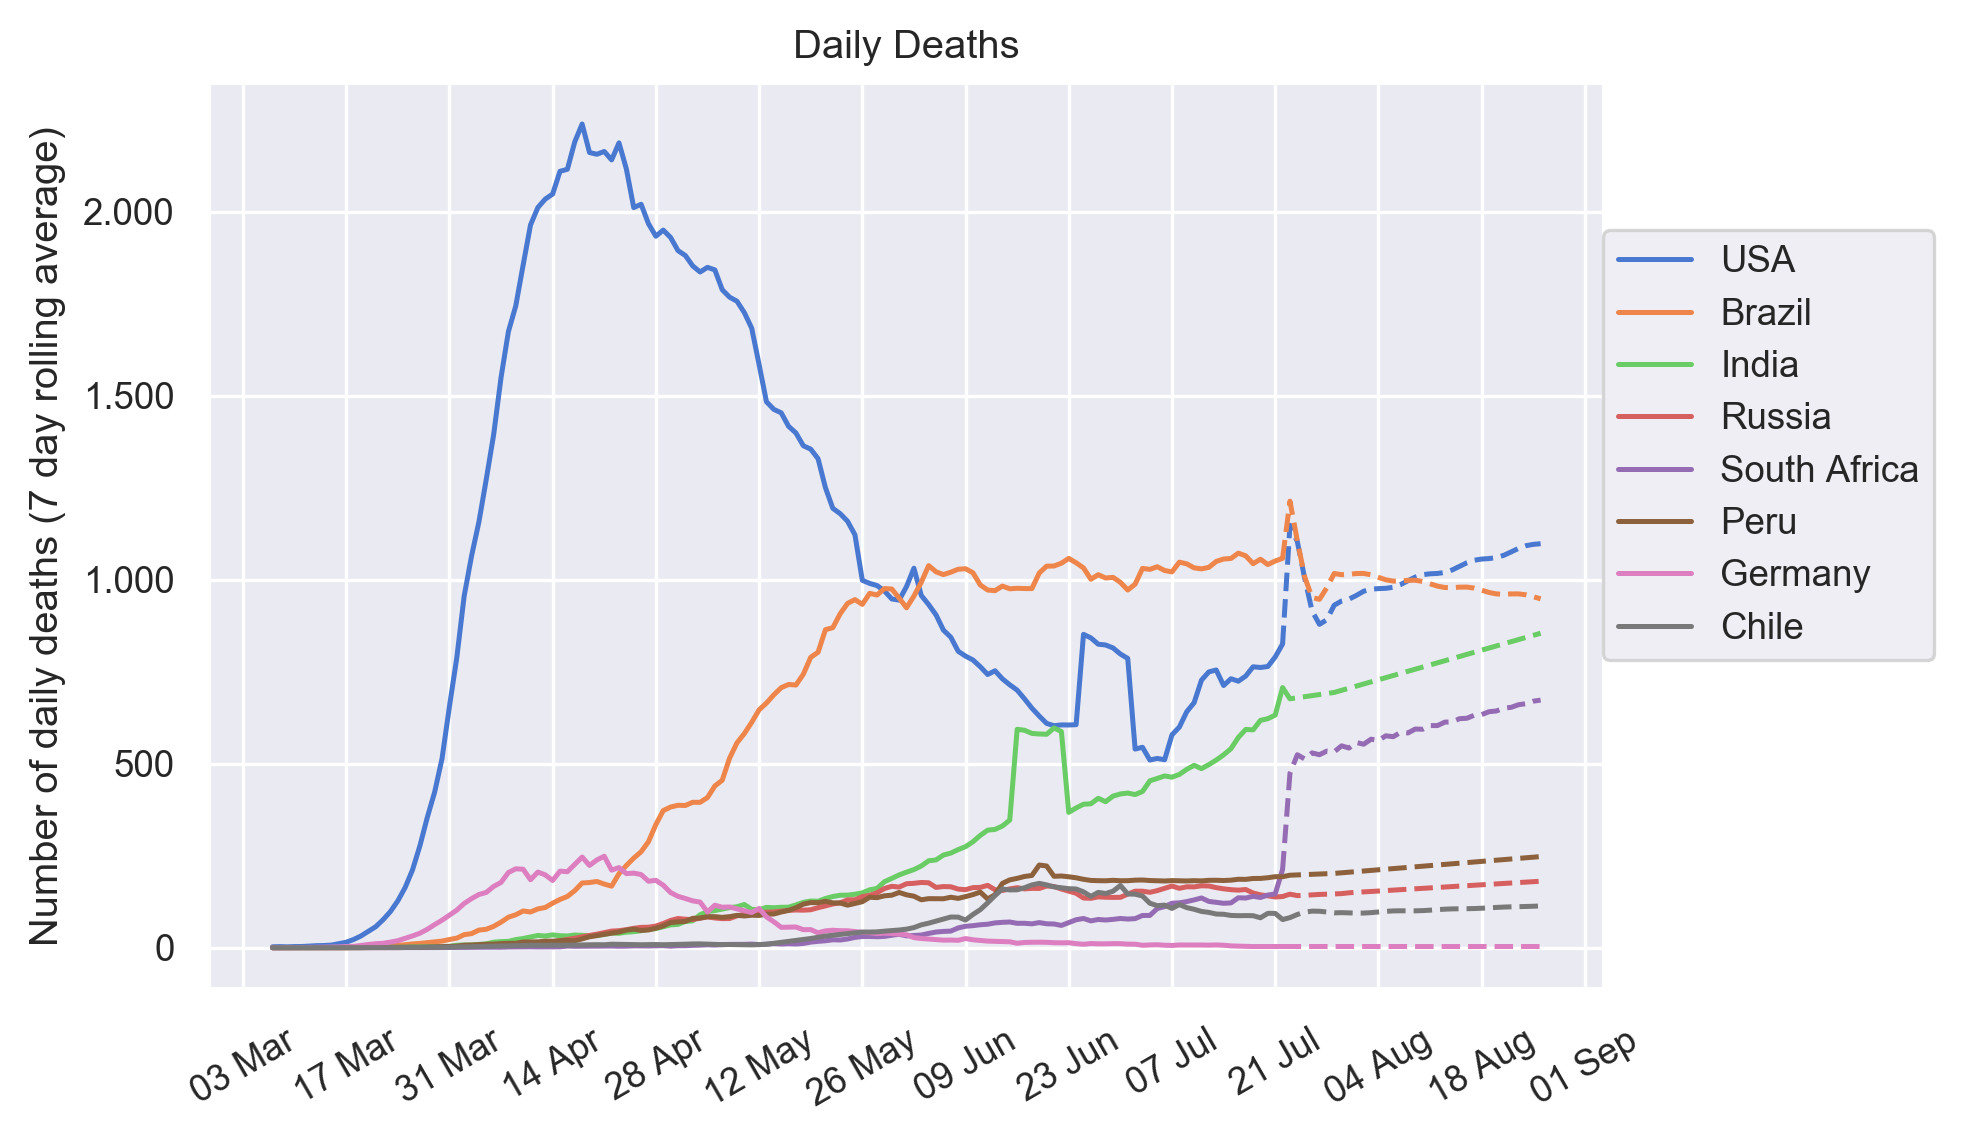 Daily Deaths
Number of daily deaths (7 day rolling average)
2.000
1.500
1.000
500
0
03 Mar
17 Mar
31 Mar
14 Apr
28 Apr
12 May
26 May
09 Jun
23 Jun
07 Jul
21 Jul
04 Aug
18 Aug
01 Sep
USA
Brazil
India
Russia
South Africa
Peru
Germany
Chile